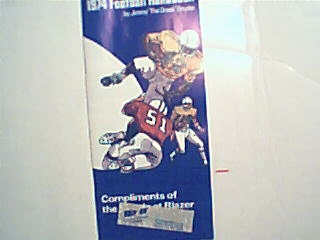 1974 Football Handbook
by Jimmy 'The Greek' Snyder
51
Compliments of
the Blazer